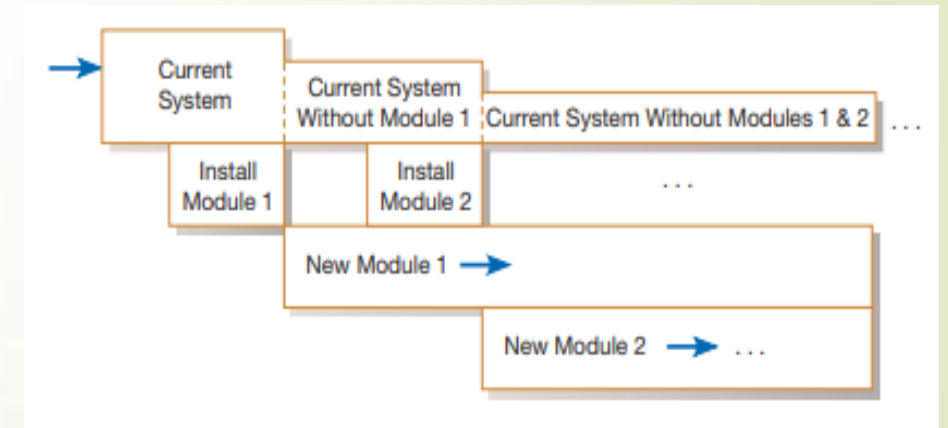 Current
System
Current System
Without Module 1
Current System Without Modules 1 & 2
. . .
Install
Module 1
Install
Module 2
. . .
New Module 1
New Module 2
. . .